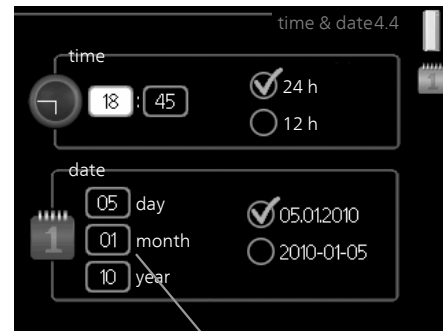 time & date4.4
time
18 : 45
24 h
12 h
1
date
05 day
01 month
10 year
1
05.01.2010
2010-01-05